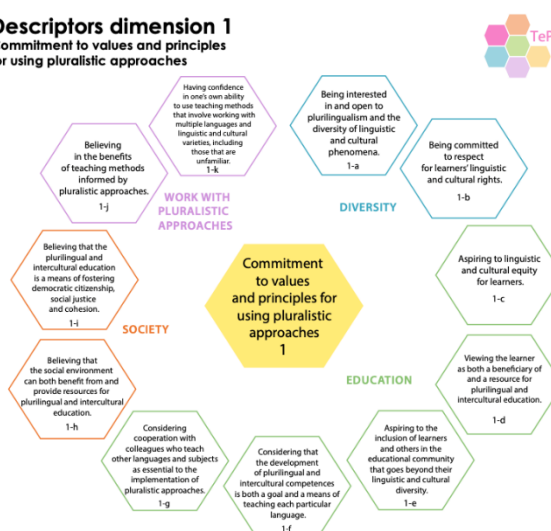 Descriptors dimension 1
Commitment to values and principles
or using pluralistic approaches
TeP
Having confidence
in one's own ability
to use teaching methods
that involve working with
multiple languages and
linguistic and cultural
varieties, including
those that are
unfamiliar.
1-k
Being interested
in and open to
plurilingualism and the
diversity of linguistic
and cultural
phenomena.
1-a
Believing
in the benefits
of teaching methods
informed by
pluralistic approaches.
1-j
Being committed
to respect
for learners' linguistic
and cultural rights.
1-b
WORK WITH
PLURALISTIC
APPROACHES
DIVERSITY
Believing that the
plurilingual and
intercultural education
is a means of fostering
democratic citizenship,
social justice
and cohesion.
1-i
Aspiring to linguistic
and cultural equity
for learners.
1-c
Commitment
to values
and principles for
using pluralistic
approaches
1
SOCIETY
EDUCATION
Believing that
the social environment
can both benefit from and
provide resources for
plurilingual and intercultural
education.
1-h
Viewing the learner
as both a beneficiary of
and a resource for
plurilingual and
intercultural education.
1-d
Considering
cooperation with
colleagues who teach
other languages and subjects
as essential to the
implementation of
pluralistic approaches.
1-g
Considering that
the development
of plurilingual and
intercultural competences
is both a goal and a means of
teaching each particular
language.
1-f
Aspiring to the
inclusion of learners
and others in the
educational community
that goes beyond their
linguistic and cultural
diversity.
1-e